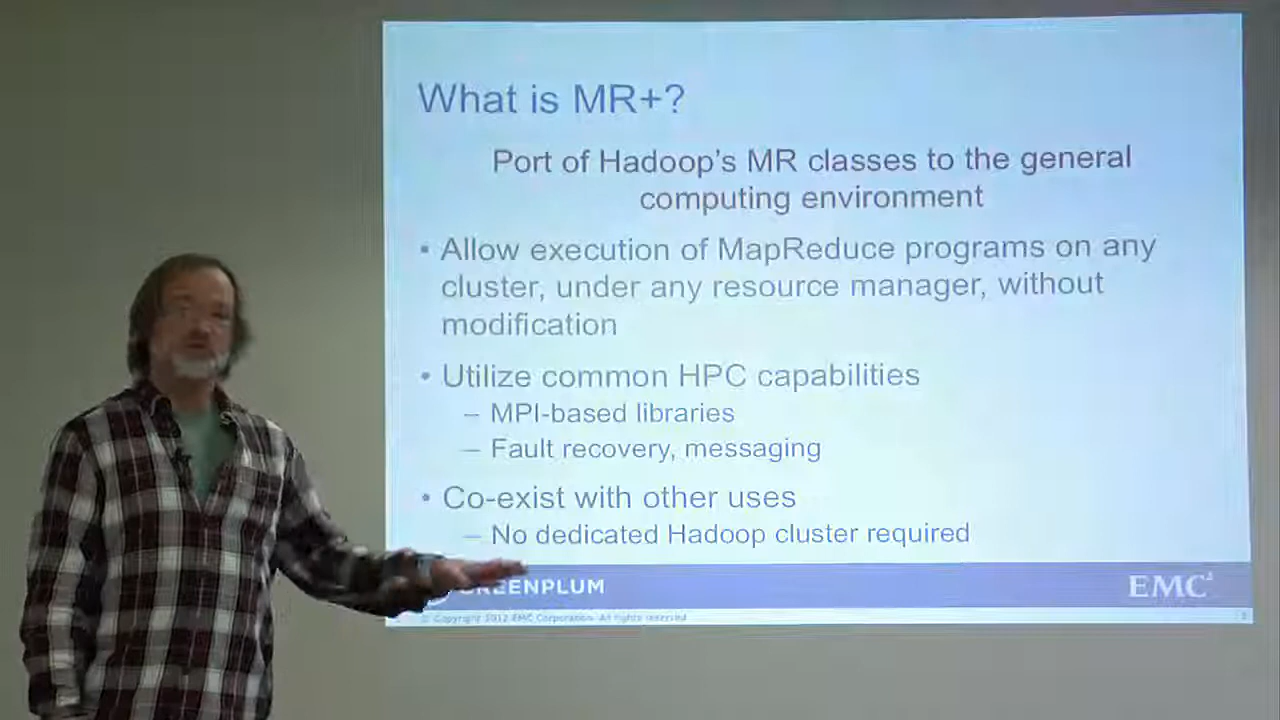 What is MR+?
Port of Hadoop's MR classes to the general
computing environment
• Allow execution of MapReduce programs on any
cluster, under any resource manager, without
modification
• Utilize common HPC capabilities
– MPI-based libraries
– Fault recovery, messaging
• Co-exist with other uses
– No dedicated Hadoop cluster required
REENPLUM
EMC²
© Copyright 2012 EMC Corporation. All rights reserved